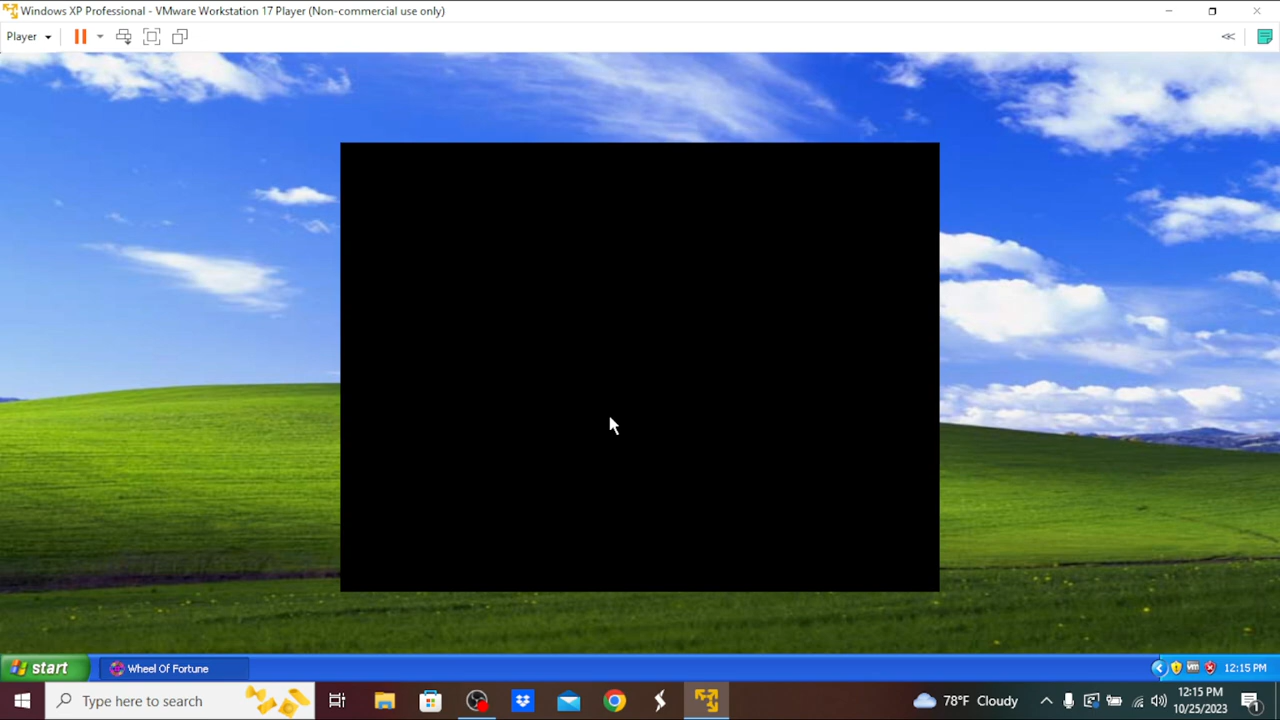 Windows XP Professional - VMware Workstation 17 Player (Non-commercial use only)
Player
start
Wheel Of Fortune
12:15 PM
Type here to search
78°F Cloudy
12:15 PM
10/25/2023
1